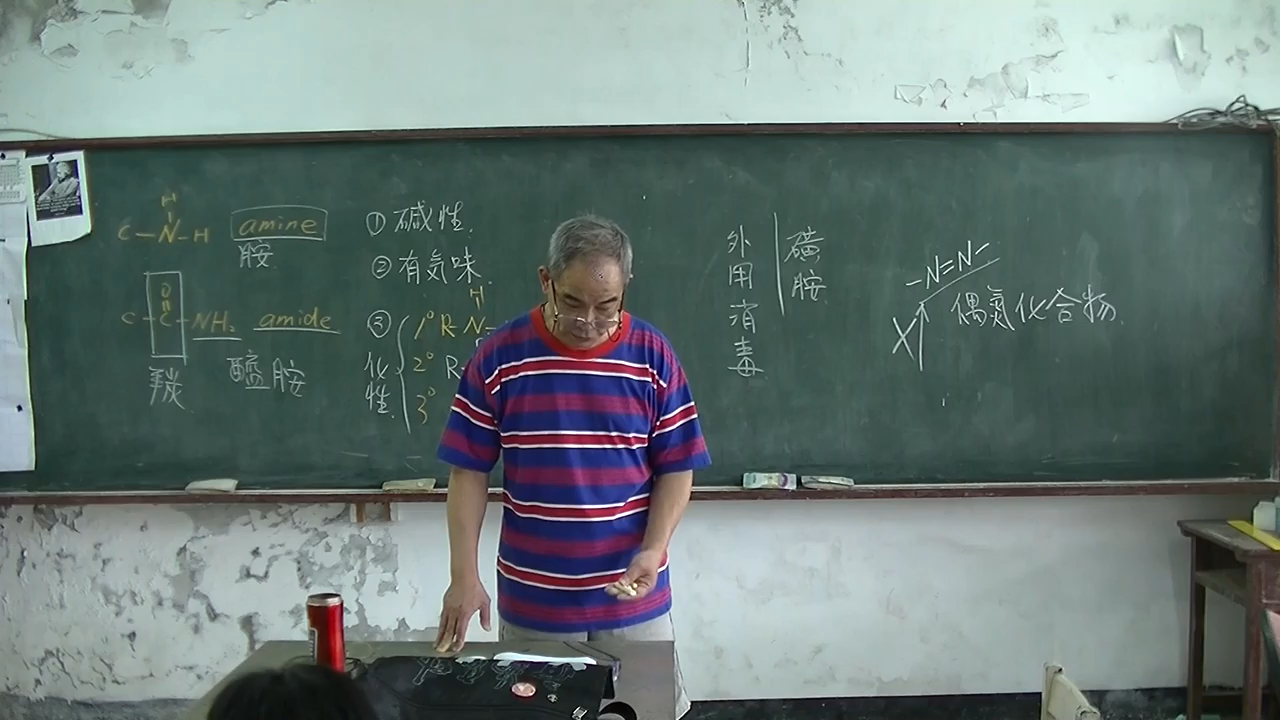 H
C-N-H amine
胺
O
C-C-NH₂ amide
羰 醯胺
①碱性.
②有気味.
③化性.
H
1° R-N-
2° R-
3°
外用消毒
磺胺
-N=N-
偶氮化合物.